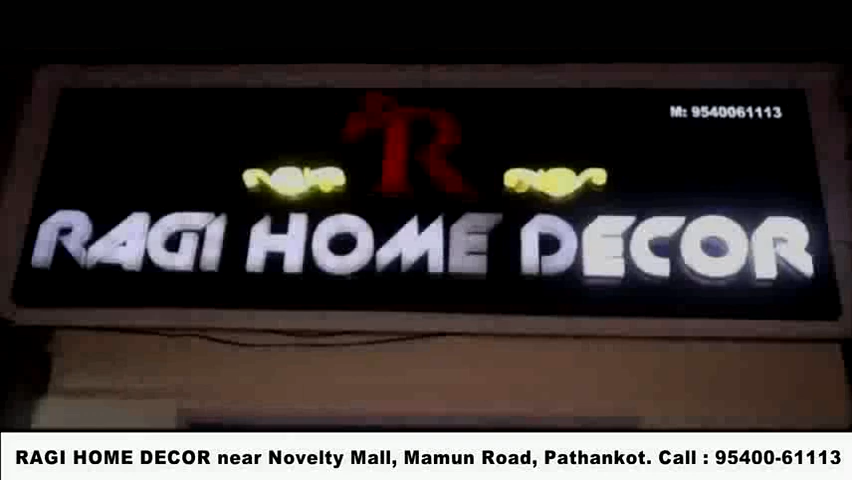 M: 9540061113
R
RAGI HOME DECOR
RAGI HOME DECOR near Novelty Mall, Mamun Road, Pathankot. Call : 95400-61113